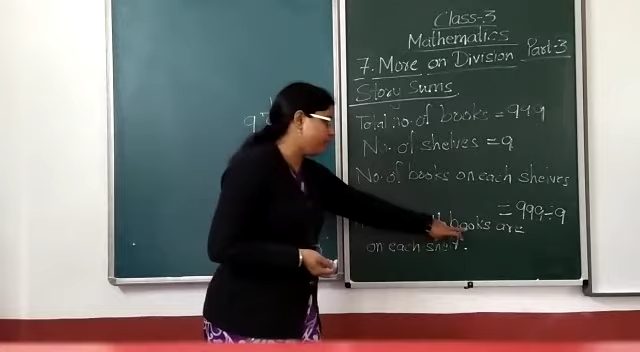 Class-3
Mathematics
7. More on Division Part-3
Story Sums
Total no. of books = 999
No. of shelves = 9
No. of books on each shelves
= 999÷9
books are
on each shelf.